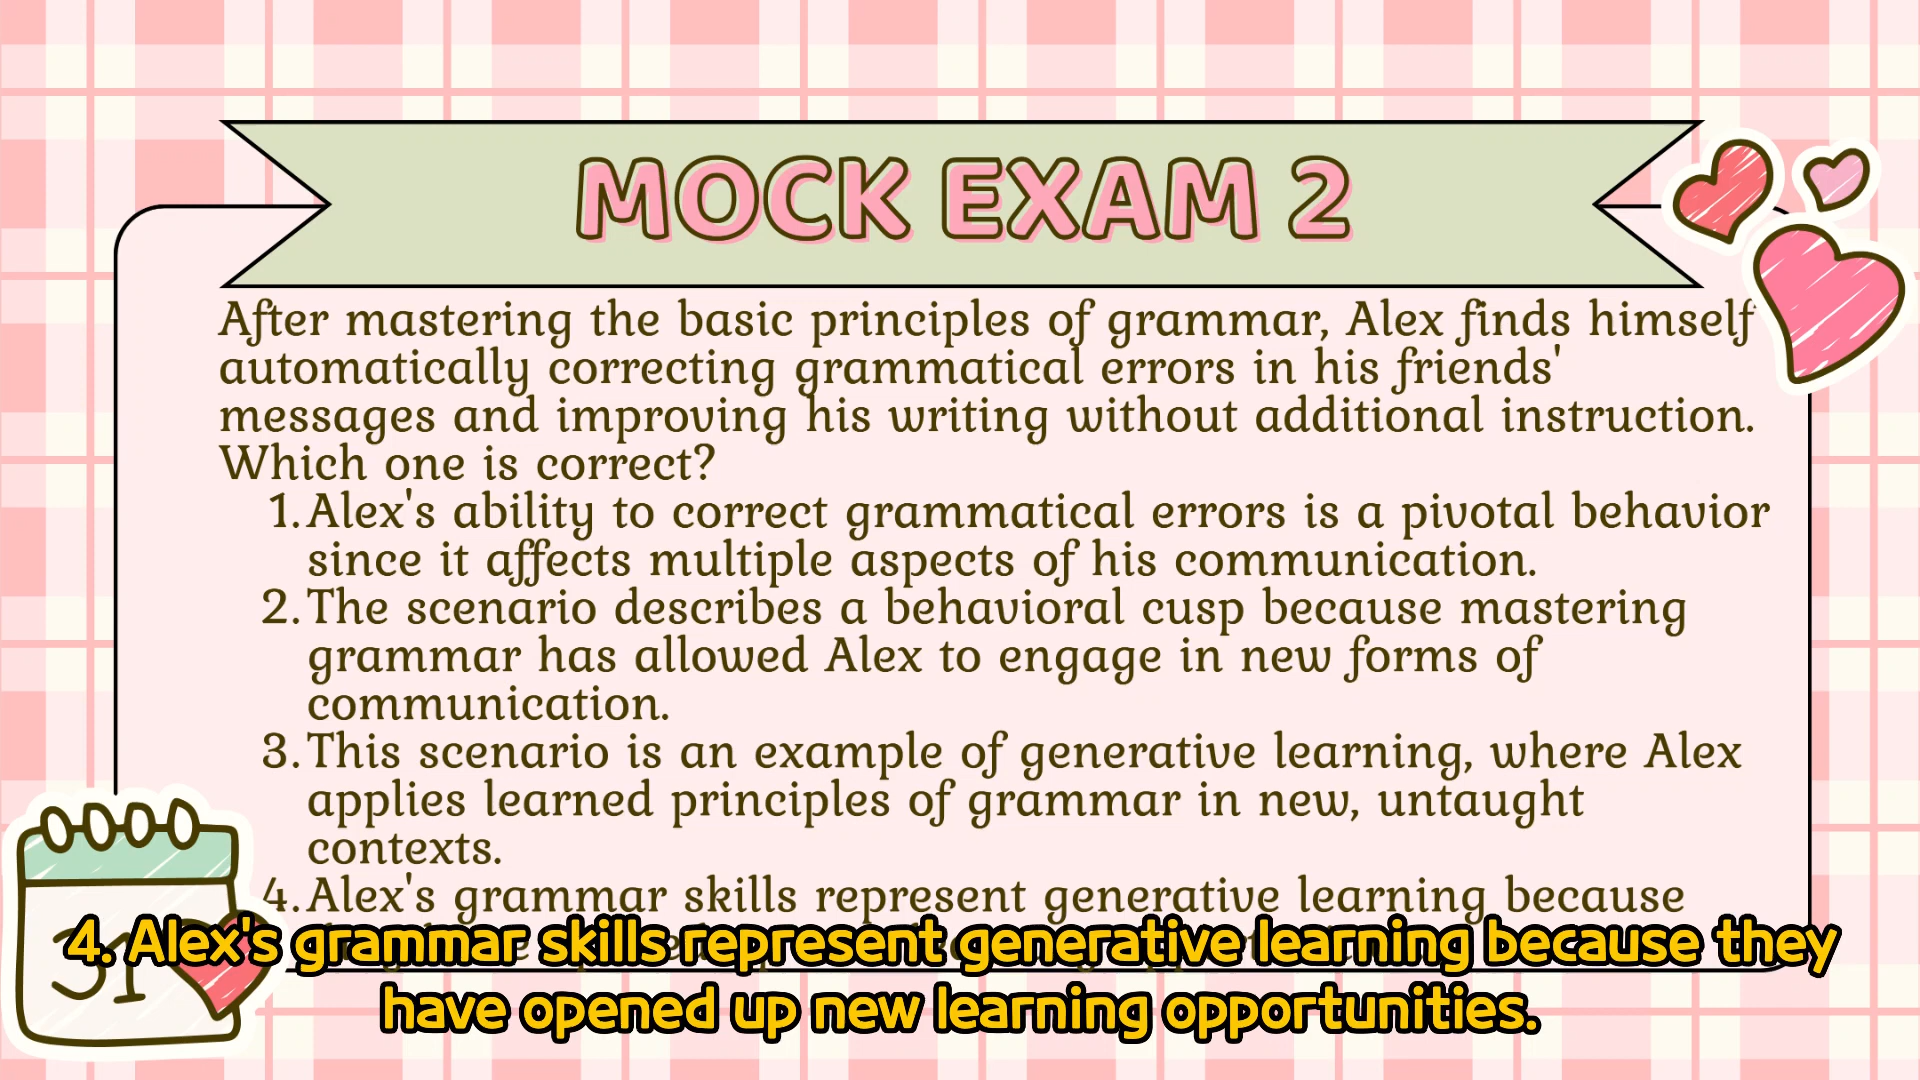 MOCK EXAM 2
After mastering the basic principles of grammar, Alex finds himself
automatically correcting grammatical errors in his friends'
messages and improving his writing without additional instruction.
Which one is correct?
1. Alex's ability to correct grammatical errors is a pivotal behavior
since it affects multiple aspects of his communication.
2. The scenario describes a behavioral cusp because mastering
grammar has allowed Alex to engage in new forms of
communication.
3. This scenario is an example of generative learning, where Alex
applies learned principles of grammar in new, untaught
contexts.
4. Alex's grammar skills represent generative learning because
31
4. Alex's grammar skills represent generative learning because they
have opened up new learning opportunities.